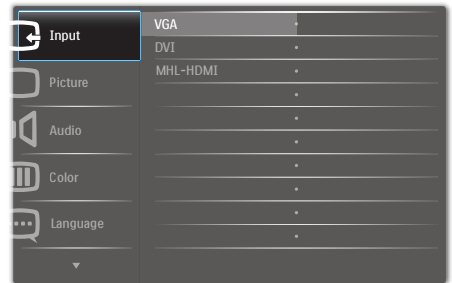 Input
Picture
Audio
Color
Language
VGA
DVI
MHL-HDMI